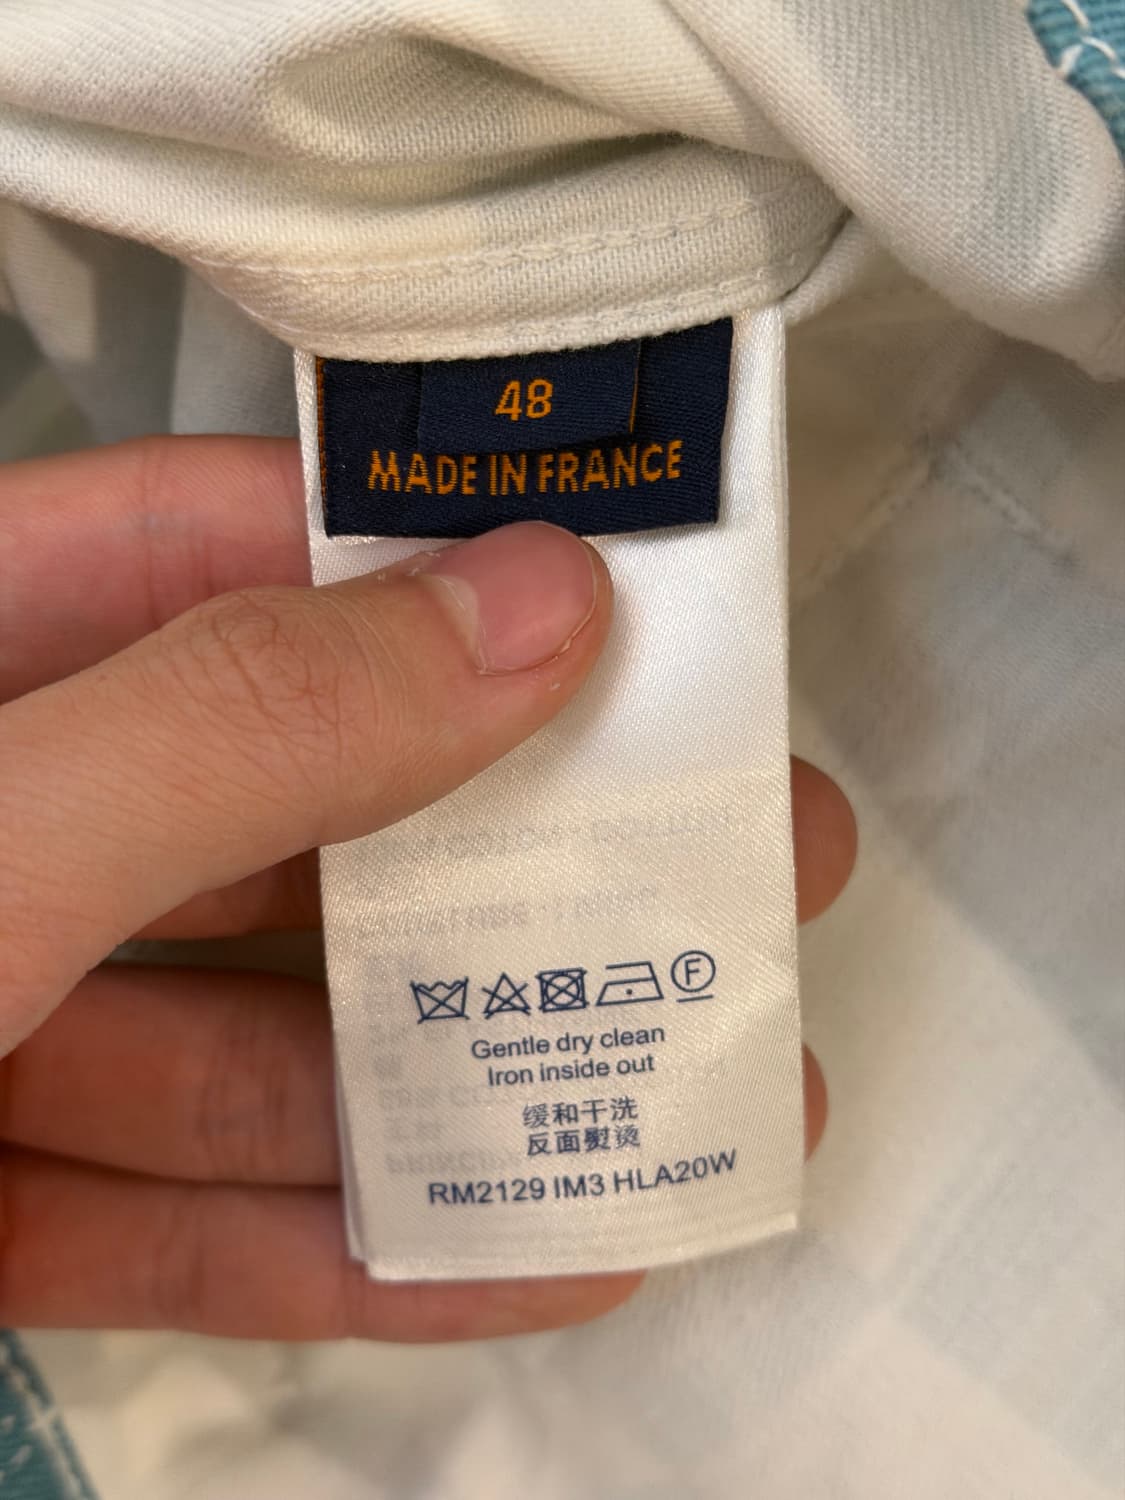 48
MADE IN FRANCE
F
Gentle dry clean
Iron inside out
缓和干洗
反面熨烫
RM2129 IM3 HLA20W